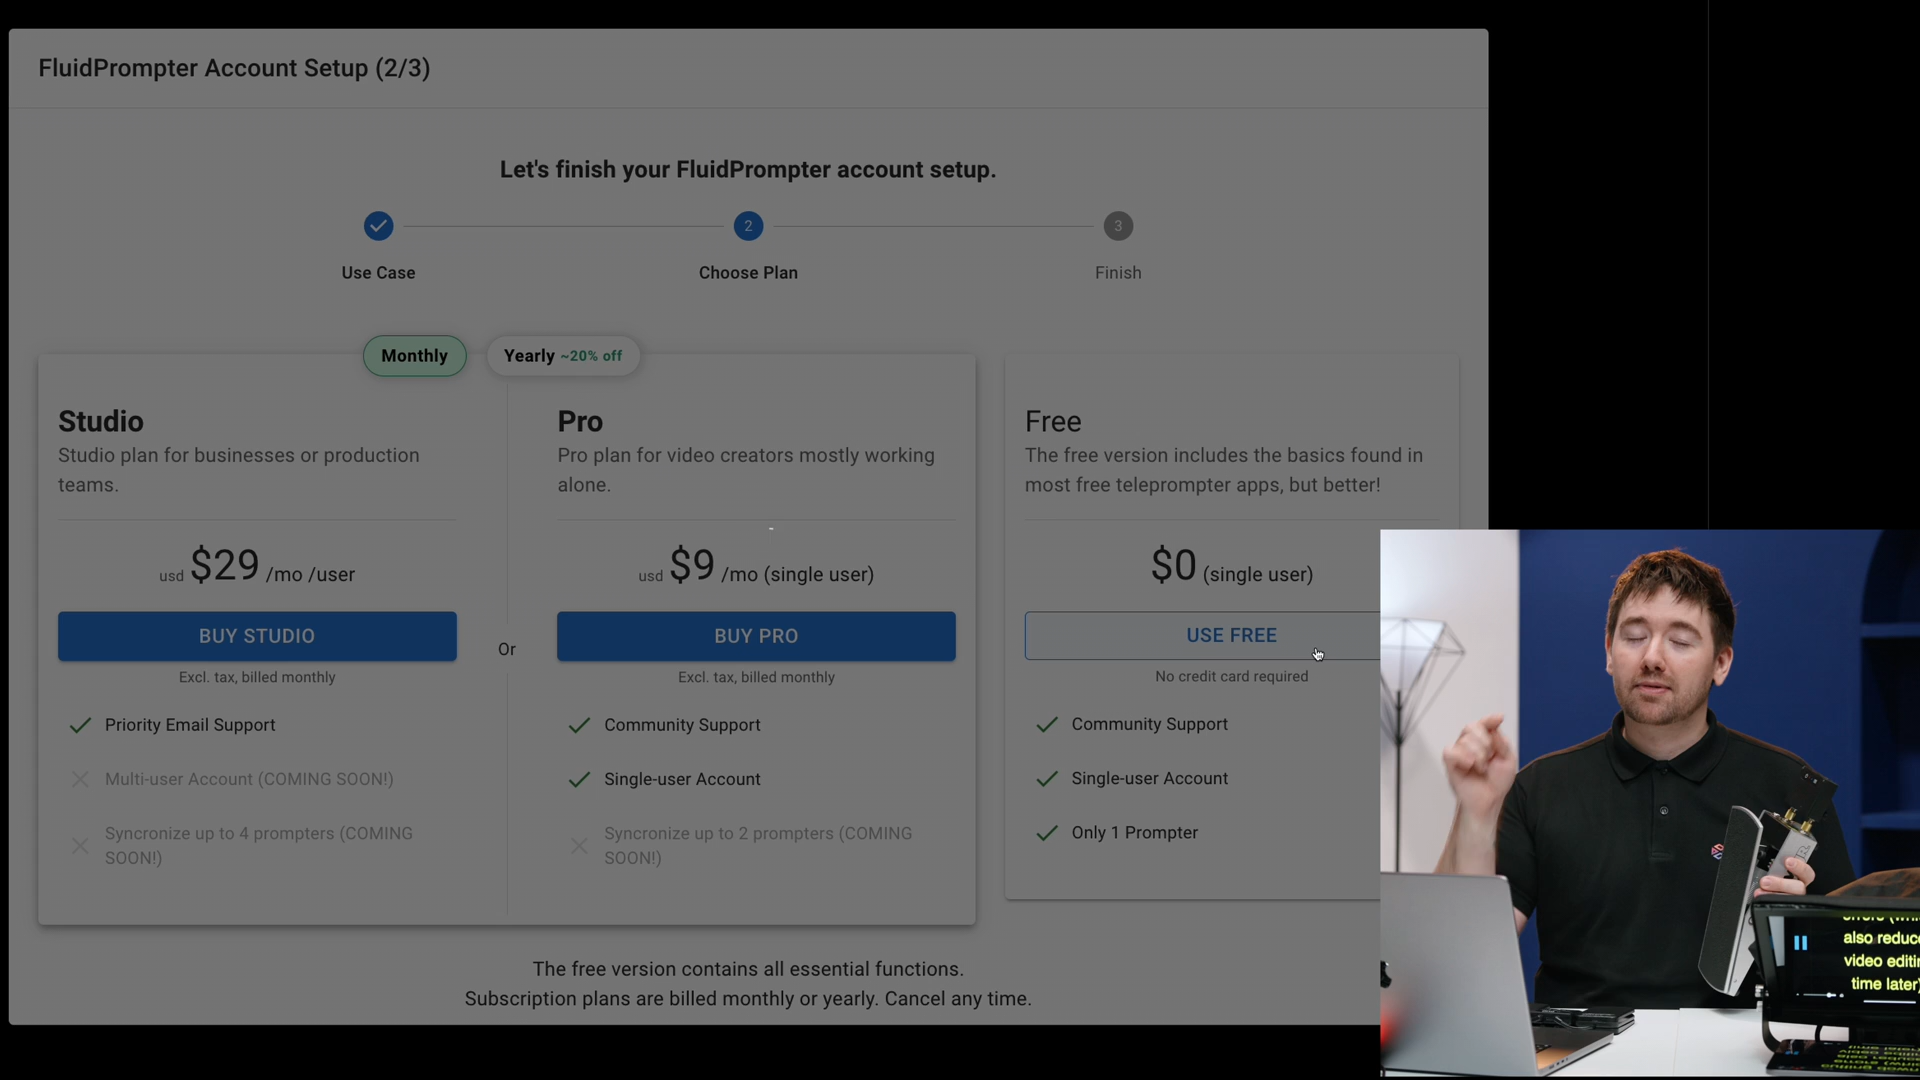 FluidPrompter Account Setup (2/3)
Let's finish your FluidPrompter account setup.
2
3
Use Case
Choose Plan
Finish
Monthly
Yearly ~20% off
Studio
Studio plan for businesses or production
teams.
usd $29 /mo /user
BUY STUDIO
Excl. tax, billed monthly
Priority Email Support
Multi-user Account (COMING SOON!)
Syncronize up to 4 prompters (COMING
SOON!)
Or
Pro
Pro plan for video creators mostly working
alone.
usd $9 /mo (single user)
BUY PRO
Excl. tax, billed monthly
Community Support
Single-user Account
Syncronize up to 2 prompters (COMING
SOON!)
Free
The free version includes the basics found in
most free teleprompter apps, but better!
$0 (single user)
USE FREE
No credit card required
Community Support
Single-user Account
Only 1 Prompter
The free version contains all essential functions.
Subscription plans are billed monthly or yearly. Cancel any time.
also
video
time later)